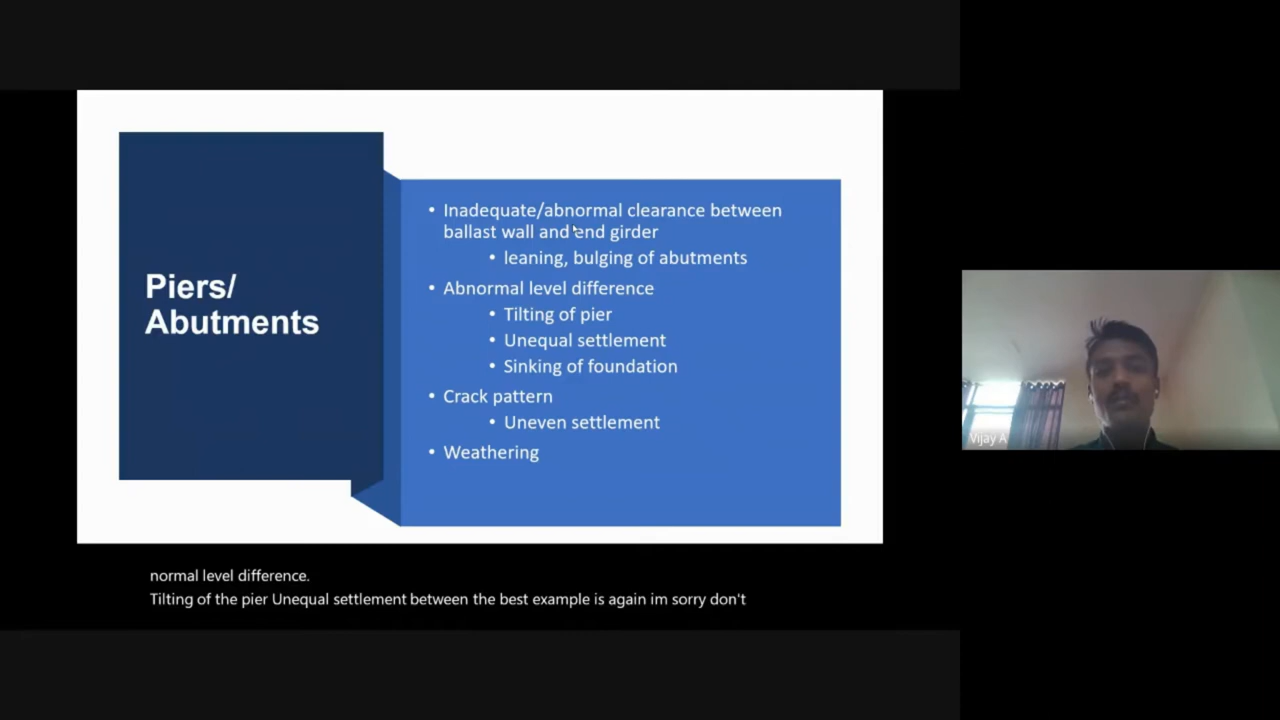 Piers/
Abutments
• Inadequate/abnormal clearance between
ballast wall and end girder
• leaning, bulging of abutments
• Abnormal level difference
• Tilting of pier
• Unequal settlement
• Sinking of foundation
• Crack pattern
• Uneven settlement
• Weathering
normal level difference.
Tilting of the pier Unequal settlement between the best example is again im sorry don't
Vijay A